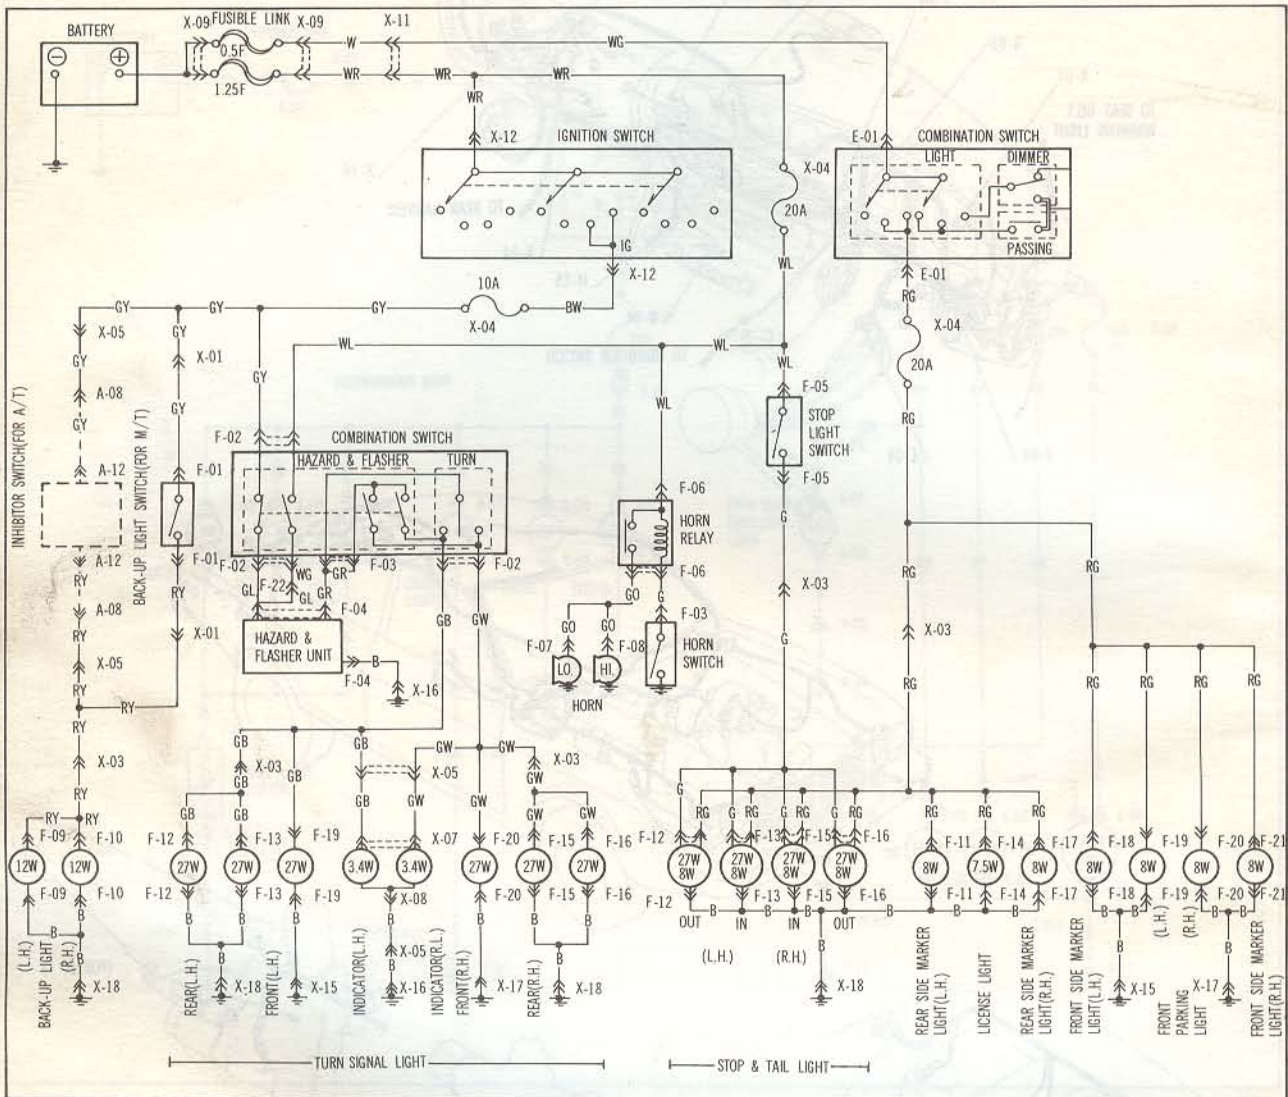 X-09 FUSIBLE LINK X-09 X-11
BATTERY
0.5F W WG
1.25F WR WR WR
WR
X-12 IGNITION SWITCH
E-01 COMBINATION SWITCH
LIGHT DIMMER
X-04
20A
IG
PASSING
X-12
WL
E-01
RG
10A
GY GY GY BW
X-04
X-04
20A
X-05 GY
GY X-01
WL WL WL
GY
A-08
GY
GY
WL
RG
F-05
STOP
LIGHT
SWITCH
F-02 COMBINATION SWITCH
A-12 F-01
HAZARD & FLASHER TURN
F-05
F-06
HORN
RELAY
INHIBITOR SWITCH(FOR A/T)
BACK-UP LIGHT SWITCH(FOR M/T)
A-12 F-01 F-02 WG F-03 F-02
F-22 GR
GL GL GR
F-06
GO G
G
RY RY
A-08
RY X-01
F-04
GB GW
F-03
X-03
RG RG
X-03
HAZARD &
FLASHER UNIT
B
F-04
X-16
GO GO
F-07 F-08
LO. HI.
HORN
HORN
SWITCH
G
X-05
RY
RY
RG RG RG RG RG
RY
GB GB GW GW
X-03
RY
X-03
GB GB
X-05
X-03
GW
GB GB GB GW GW GW GW
G RG G RG G RG G RG
RG RG RG
RY RY
F-09 F-10 F-12 F-13 F-19 X-07 F-20 F-15 F-16 F-12 F-13 F-15 F-16 F-11 F-14 F-17 F-18 F-19 F-20 F-21
12W 12W 27W 27W 27W 3.4W 3.4W 27W 27W 27W
27W 27W 27W 27W
8W 8W 8W 8W
8W 7.5W 8W 8W 8W 8W 8W
F-09 F-10 F-12 F-13 F-19 X-08 F-20 F-15 F-16 F-12 F-13 F-15 F-16 F-11 F-14 F-17 F-18 F-19 F-20 F-21
B B B B B B B B B B B B B B B B
OUT IN IN OUT
(L.H.) (R.H.)
B B X-05 B B B B B
X-18 X-18 X-15 X-16 X-17 X-18 X-18 X-15 X-17
(L.H.)
BACK-UP LIGHT
(R.H.)
REAR(L.H.)
FRONT(L.H.)
INDICATOR(L.H.)
INDICATOR(R.L.)
FRONT(R.H.)
REAR(R.H.)
REAR SIDE MARKER
LIGHT(L.H.)
LICENSE LIGHT
REAR SIDE MARKER
LIGHT(R.H.)
FRONT SIDE MARKER
LIGHT(L.H.)
(L.H.)
FRONT
PARKING
LIGHT
(R.H.)
FRONT SIDE MARKER
LIGHT(R.H.)
TURN SIGNAL LIGHT
STOP & TAIL LIGHT